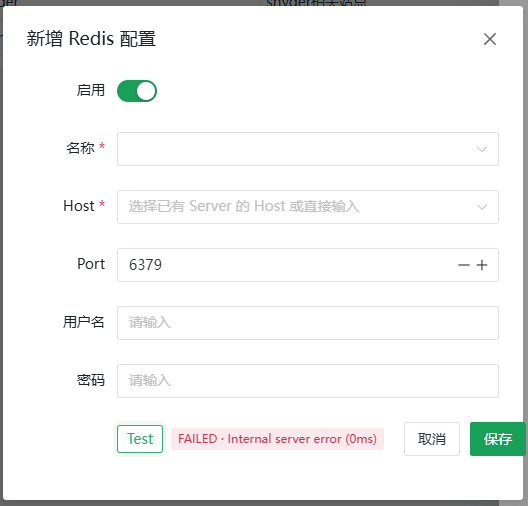 新增 Redis 配置
启用
名称 *
Host * 选择已有 Server 的 Host 或直接输入
Port 6379
用户名 请输入
密码 请输入
Test FAILED · Internal server error (0ms) 取消 保存